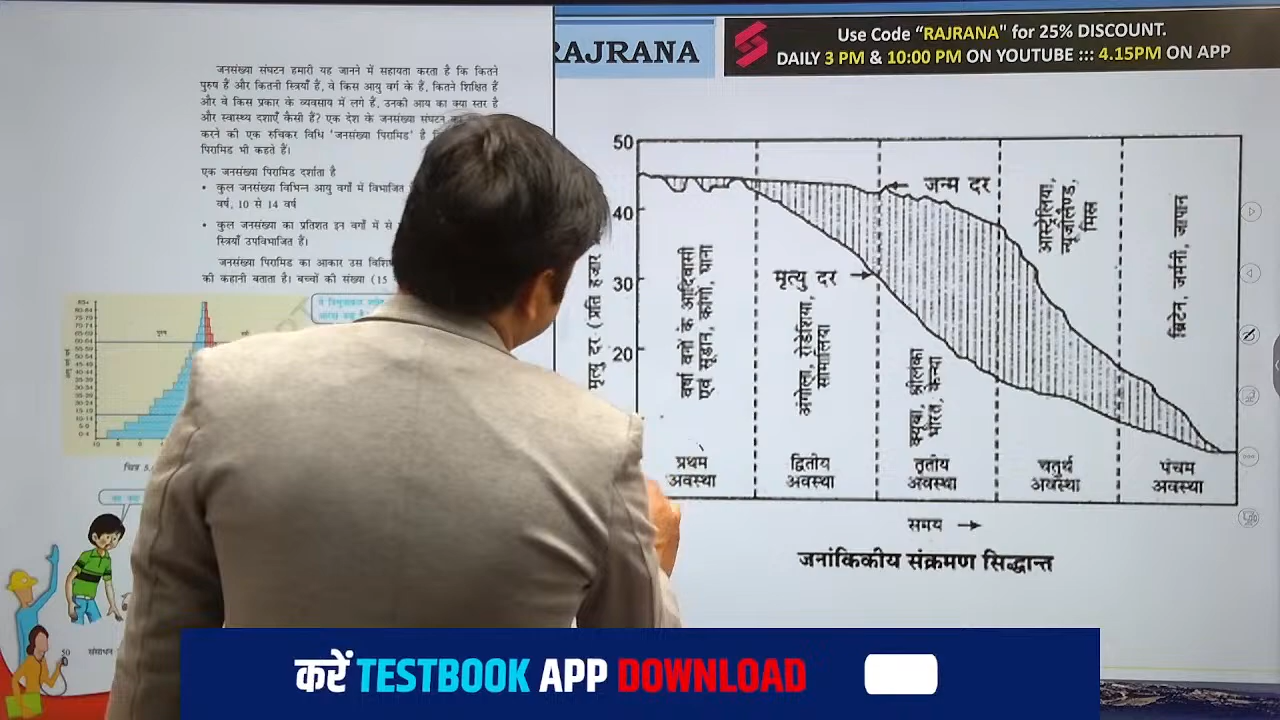 RAJRANA
Use Code “RAJRANA" for 25% DISCOUNT.
DAILY 3 PM & 10:00 PM ON YOUTUBE ::: 4.15PM ON APP
जनसंख्या संघटन हमारी यह जानने में सहायता करता है कि कितने
पुरुष हैं और कितनी स्त्रियाँ हैं, वे किस आयु वर्ग के हैं, कितने शिक्षित हैं
और वे किस प्रकार के व्यवसाय में लगे हैं, उनकी आय का क्या स्तर है
और स्वास्थ्य दशाएँ कैसी हैं? एक देश के जनसंख्या संघटन का
करने की एक रुचिकर विधि 'जनसंख्या पिरामिड' है
पिरामिड भी कहते हैं।
एक जनसंख्या पिरामिड दर्शाता है
• कुल जनसंख्या विभिन्न आयु वर्गों में विभाजित
वर्ष, 10 से 14 वर्ष
• कुल जनसंख्या का प्रतिशत इन वर्गों में से
स्त्रियाँ उपविभाजित हैं।
जनसंख्या पिरामिड का आकार उस
की कहानी बताता है। बच्चों की संख्या (15
पुरुष
चित्र 5.
50
50
40
30
20
मृत्यु दर (प्रति हजार
जन्म दर
मृत्यु दर
वर्षा वनों के आदिवासी
एवं सूडान, कांगो, घाना
अंगोला, रोडेशिया,
सोमालिया
क्यूबा, श्रीलंका
भारत, केन्या
आस्ट्रेलिया,
न्यूजीलैण्ड,
मिस्र
ब्रिटेन, जर्मनी, जापान
प्रथम
अवस्था
द्वितीय
अवस्था
तृतीय
अवस्था
चतुर्थ
अवस्था
पंचम
अवस्था
समय →
जनांकिकीय संक्रमण सिद्धान्त
करें TESTBOOK APP DOWNLOAD